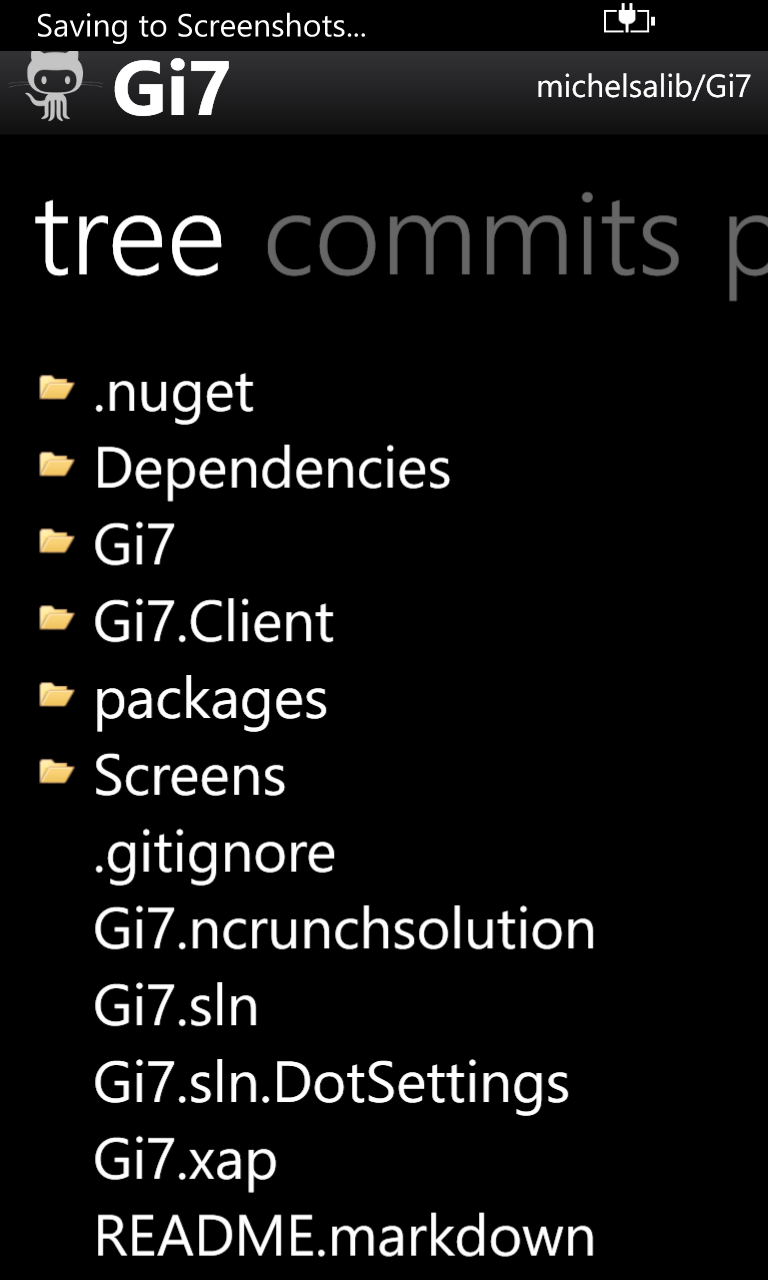 Saving to Screenshots...
Gi7
michelsalib/Gi7
tree commits p
.nuget
Dependencies
Gi7
Gi7.Client
packages
Screens
.gitignore
Gi7.ncrunchsolution
Gi7.sln
Gi7.sln.DotSettings
Gi7.xap
README.markdown